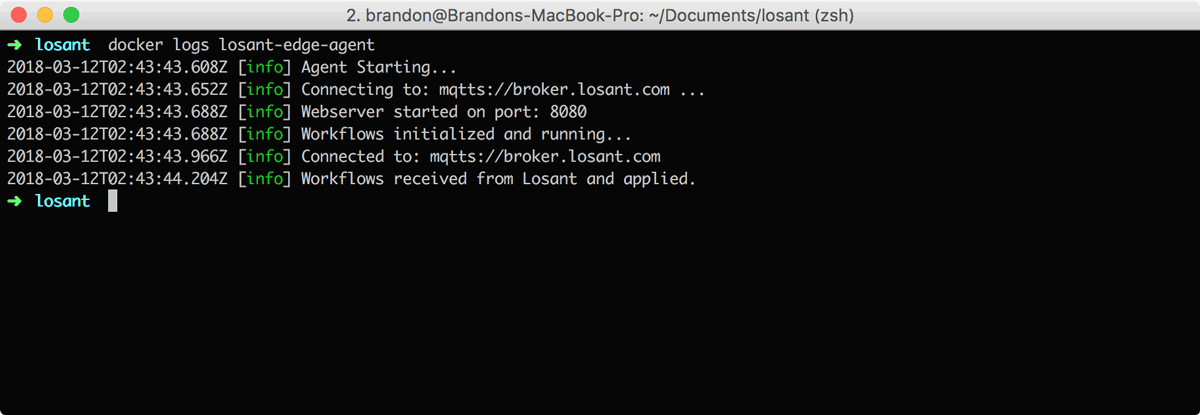 2. brandon@Brandons-MacBook-Pro: ~/Documents/losant (zsh)
➜ losant docker logs losant-edge-agent
2018-03-12T02:43:43.608Z [info] Agent Starting...
2018-03-12T02:43:43.652Z [info] Connecting to: mqtts://broker.losant.com ...
2018-03-12T02:43:43.688Z [info] Webserver started on port: 8080
2018-03-12T02:43:43.688Z [info] Workflows initialized and running...
2018-03-12T02:43:43.966Z [info] Connected to: mqtts://broker.losant.com
2018-03-12T02:43:44.204Z [info] Workflows received from Losant and applied.
➜ losant